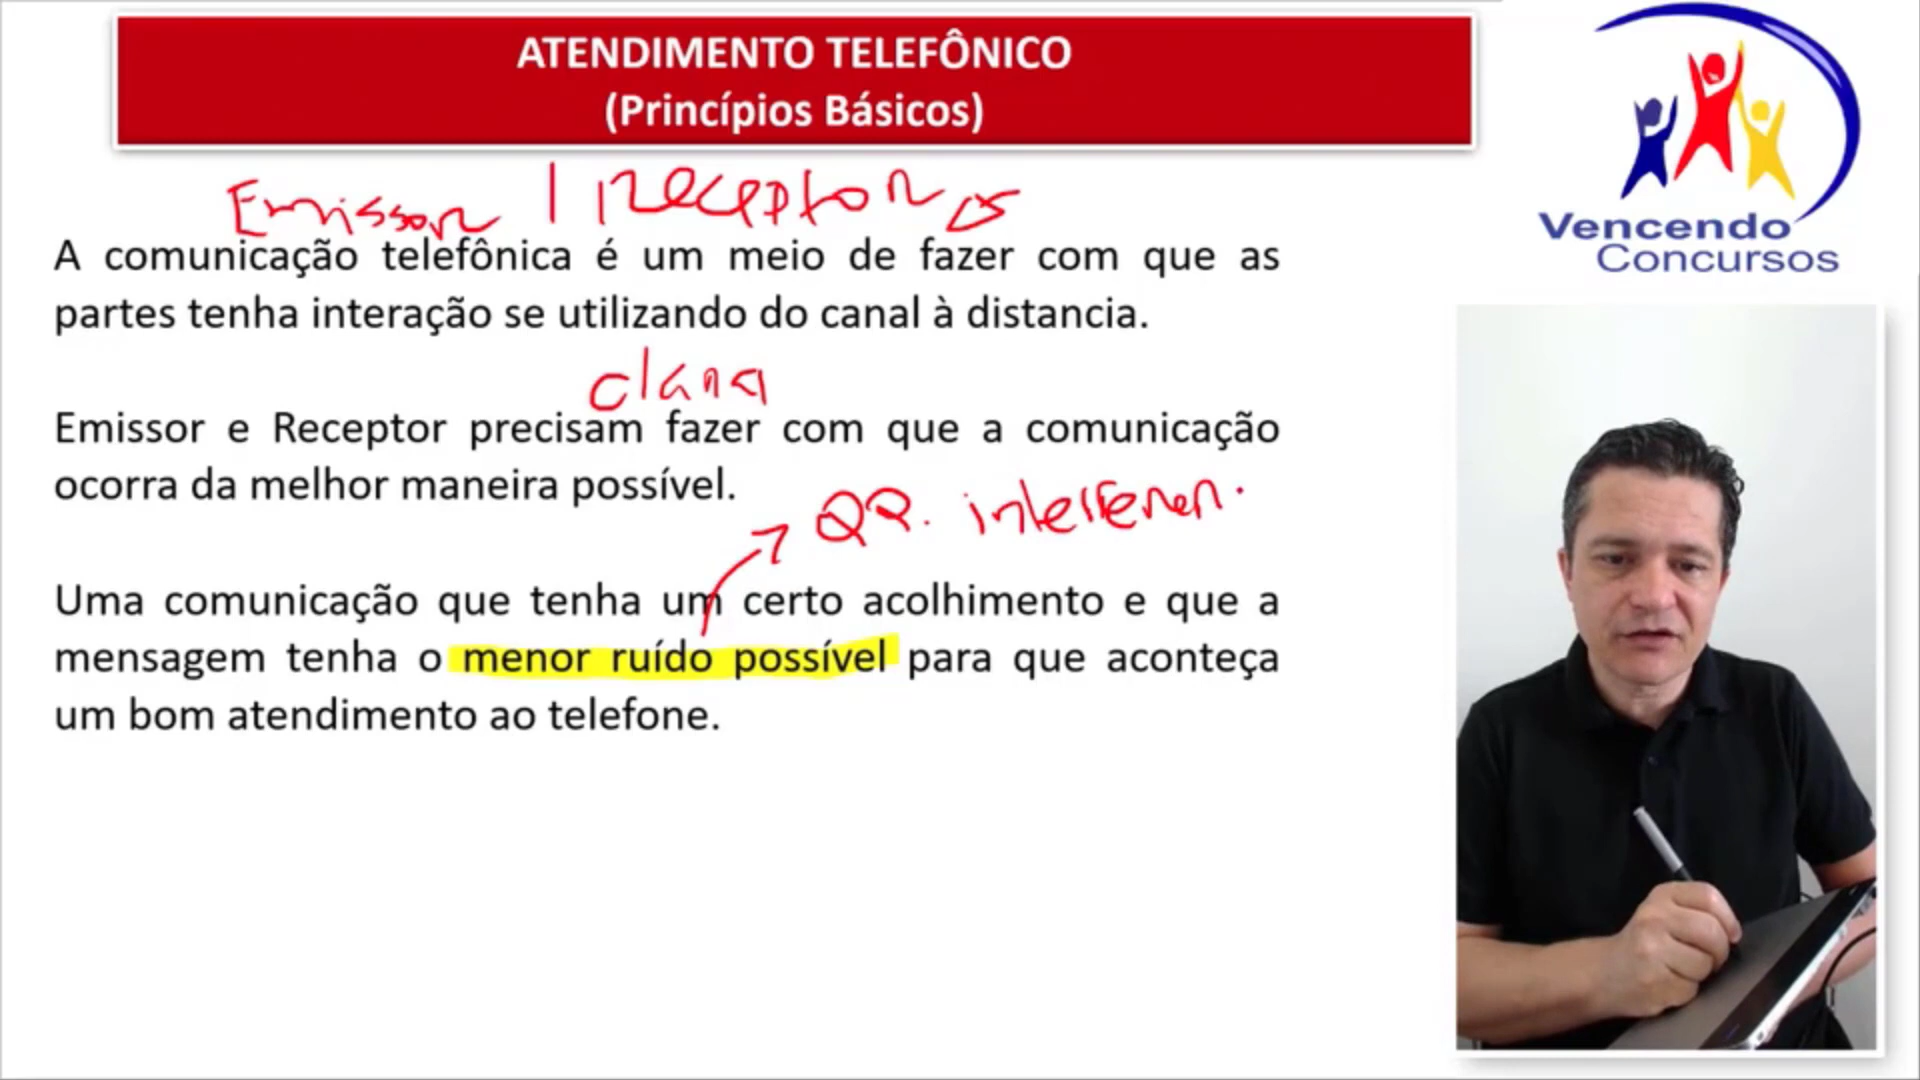 ATENDIMENTO TELEFÔNICO
(Princípios Básicos)
Vencendo
Concursos
Emissor | Receptor
A comunicação telefônica é um meio de fazer com que as
partes tenha interação se utilizando do canal à distancia.
clara
Emissor e Receptor precisam fazer com que a comunicação
ocorra da melhor maneira possível.
QQ.
Uma comunicação que tenha um certo acolhimento e que a
mensagem tenha o menor ruído possível para que aconteça
um bom atendimento ao telefone.